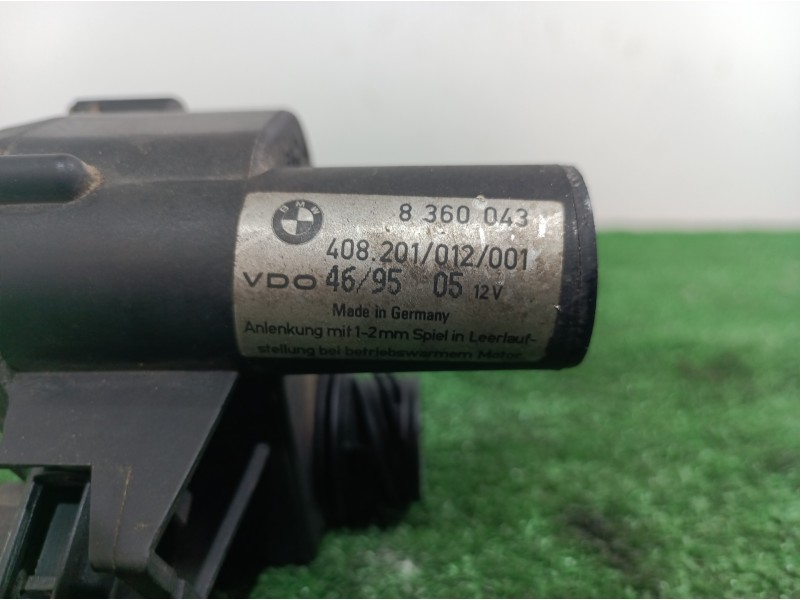 BMW
8 360 043
408.201/012/001
VDO 46/95 05 12V
Made in Germany
Anlenkung mit 1-2mm Spiel in Leerlauf-
stellung bei betriebswarmem Motor.